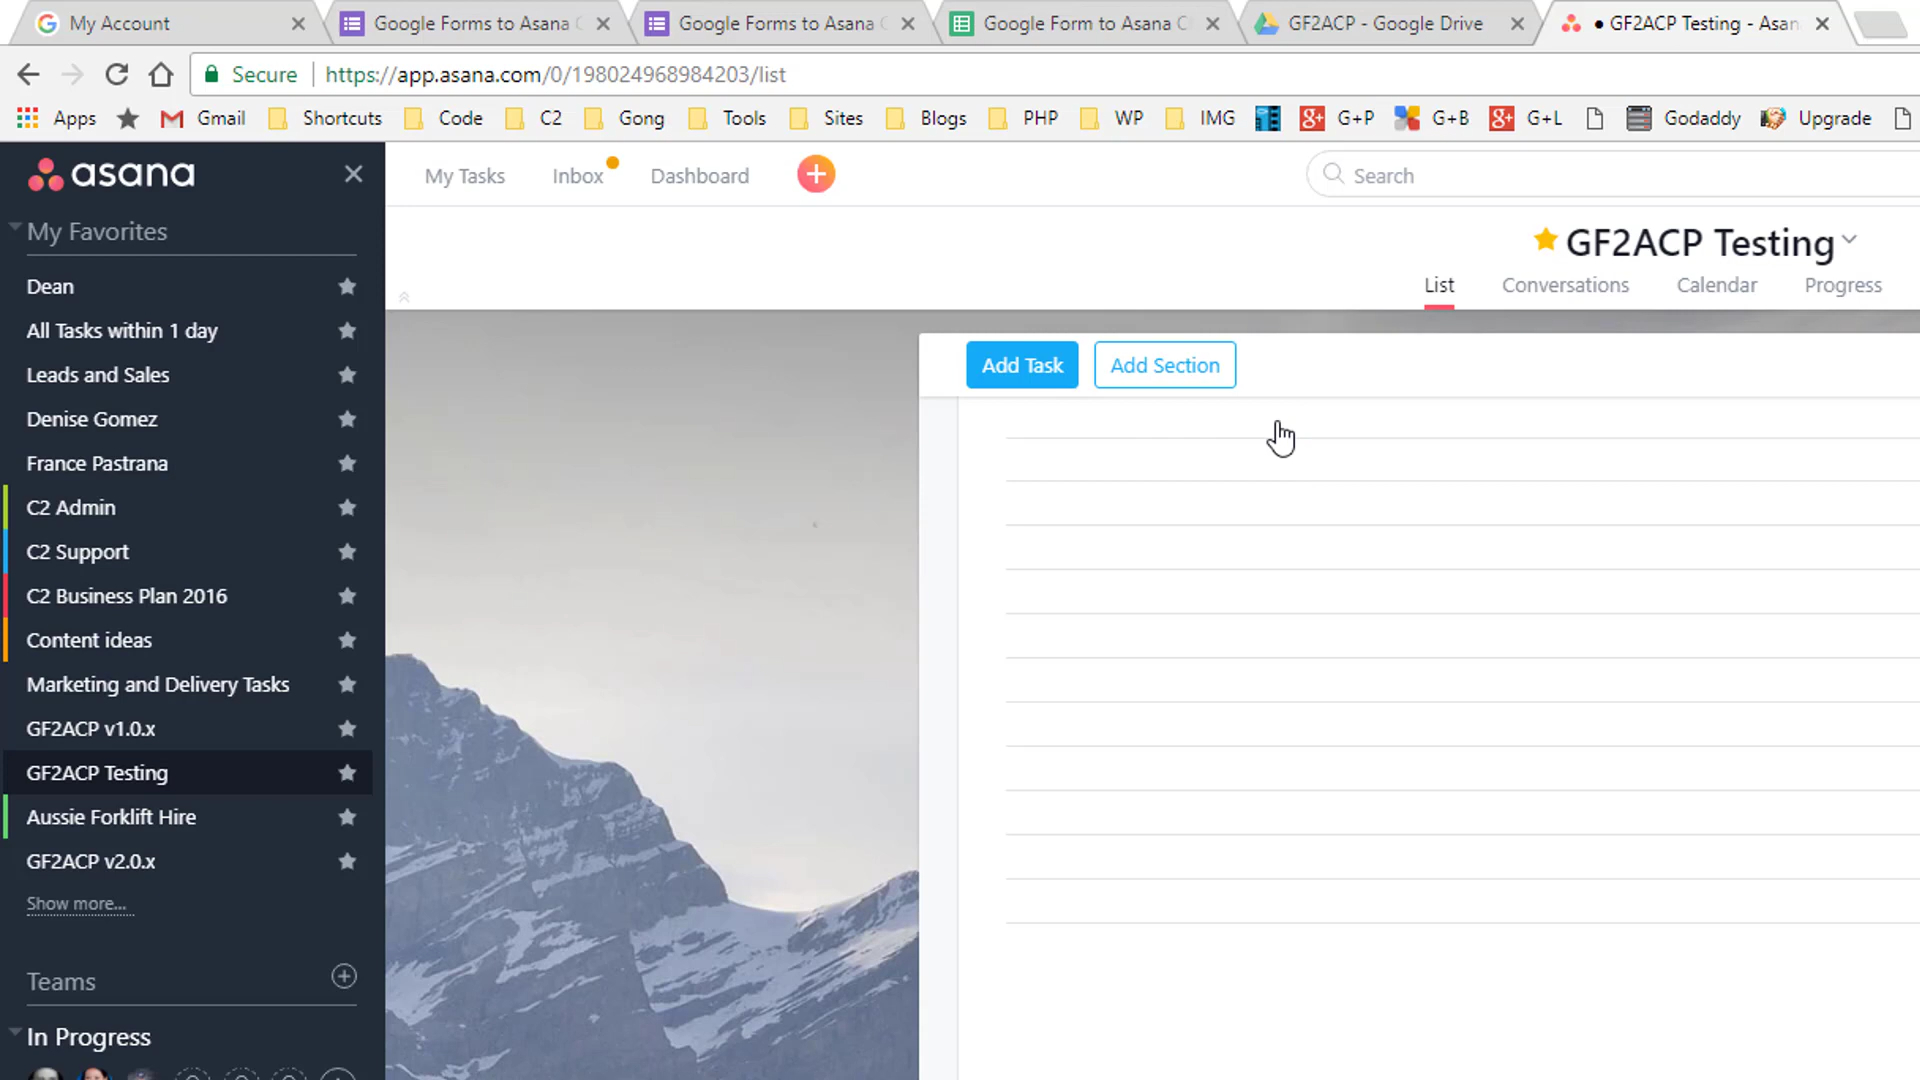 My Account
Google Forms to Asana
Google Forms to Asana
Google Form to Asana
GF2ACP - Google Drive
• GF2ACP Testing - Asan
Secure
https://app.asana.com/0/198024968984203/list
Apps
Gmail
Shortcuts
Code
C2
Gong
Tools
Sites
Blogs
PHP
WP
IMG
G+P
G+B
G+L
Godaddy
Upgrade
asana
My Tasks
Inbox
Dashboard
Search
My Favorites
GF2ACP Testing
List
Conversations
Calendar
Progress
Dean
All Tasks within 1 day
Add Task
Add Section
Leads and Sales
Denise Gomez
France Pastrana
C2 Admin
C2 Support
C2 Business Plan 2016
Content ideas
Marketing and Delivery Tasks
GF2ACP v1.0.x
GF2ACP Testing
Aussie Forklift Hire
GF2ACP v2.0.x
Show more...
Teams
In Progress